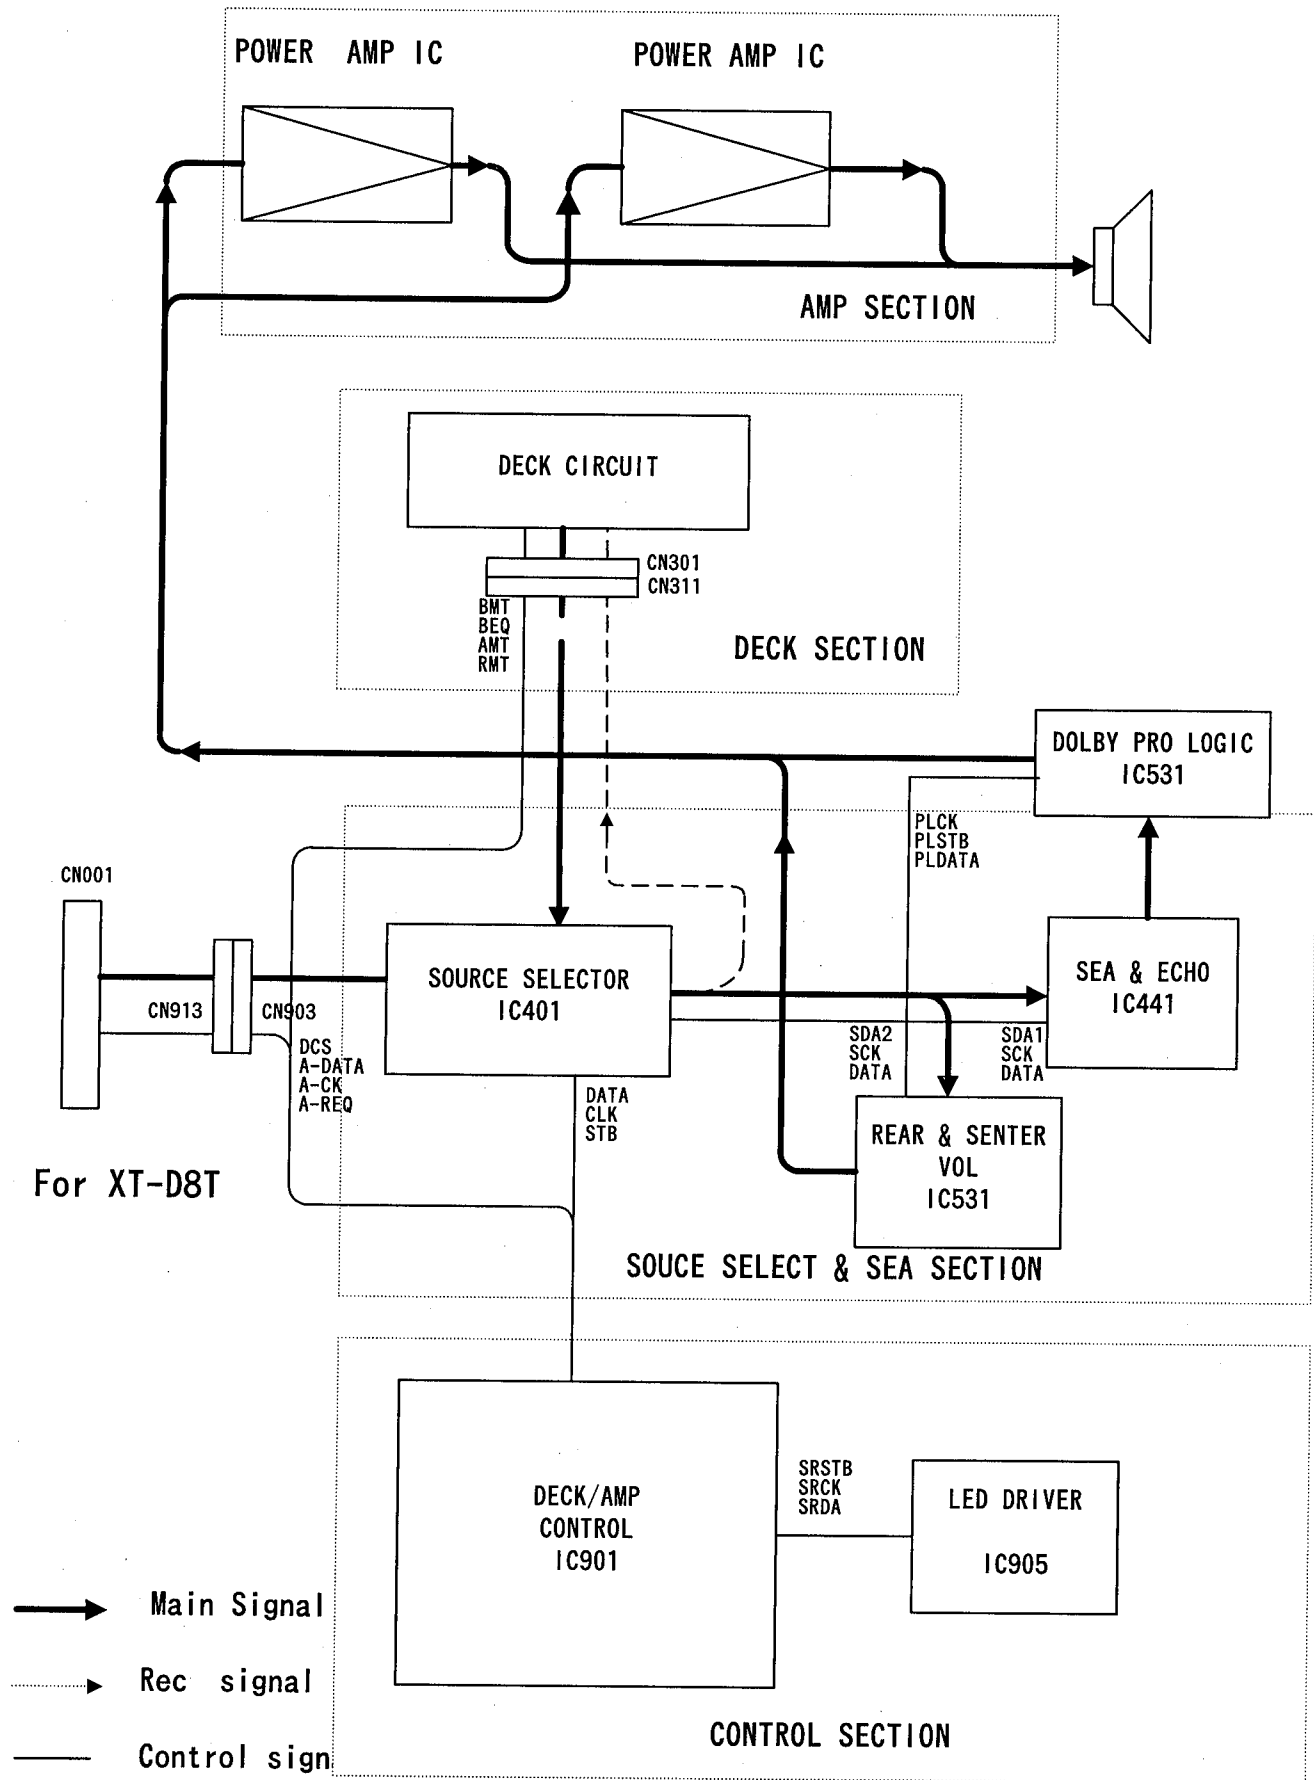 POWER AMP IC
POWER AMP IC
AMP SECTION
DECK CIRCUIT
CN301
CN311
BMT
BEQ
AMT
RMT
DECK SECTION
DOLBY PRO LOGIC
IC531
PLCK
PLSTB
PLDATA
CN001
SOURCE SELECTOR
IC401
SEA & ECHO
IC441
CN913
CN903
DCS
A-DATA
A-CK
A-REQ
SDA2
SCK
DATA
SDA1
SCK
DATA
DATA
CLK
STB
REAR & SENTER
VOL
IC531
For XT-D8T
SOUCE SELECT & SEA SECTION
DECK/AMP
CONTROL
IC901
SRSTB
SRCK
SRDA
LED DRIVER
IC905
Main Signal
Rec signal
Control sign
CONTROL SECTION